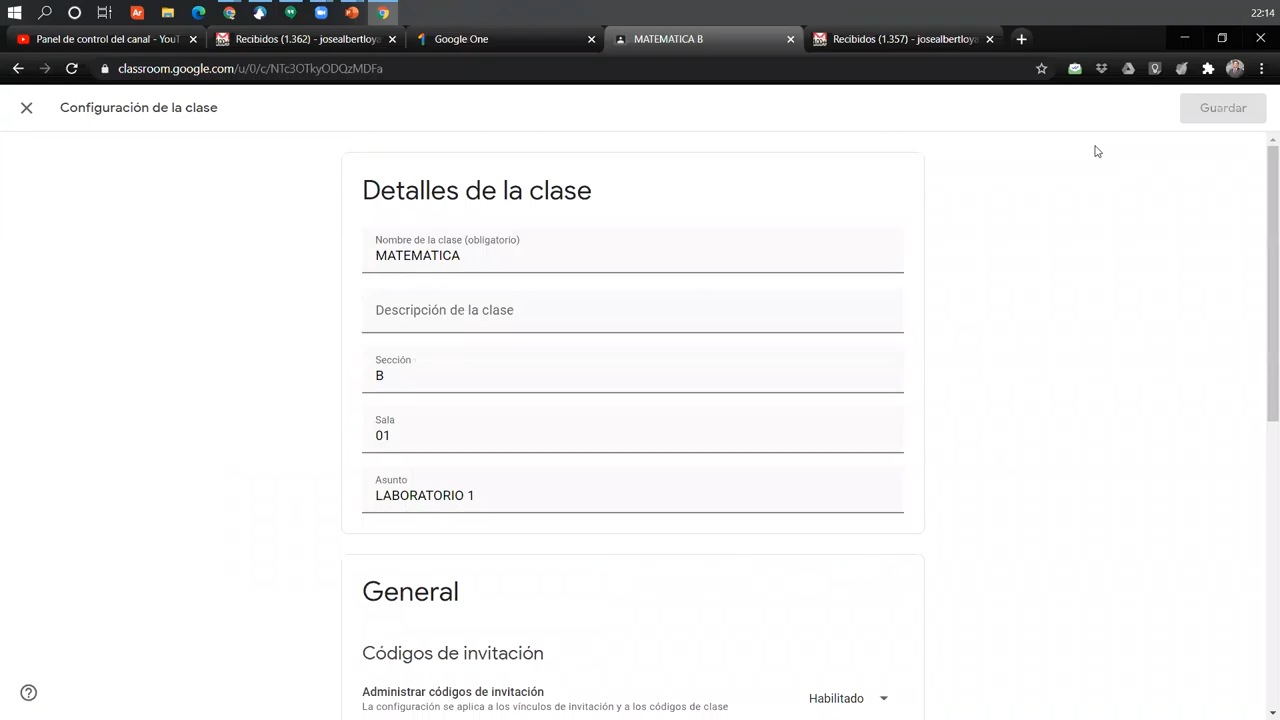 22:14
Panel de control del canal - YouT
Recibidos (1.362) - josealbertloya
Google One
MATEMATICA B
Recibidos (1.357) - josealbertloya
classroom.google.com/u/0/c/NTc3OTkyODQzMDFa
Configuración de la clase
Guardar
Detalles de la clase
Nombre de la clase (obligatorio)
MATEMATICA
Descripción de la clase
Sección
B
Sala
01
Asunto
LABORATORIO 1
General
Códigos de invitación
Administrar códigos de invitación
Habilitado
La configuración se aplica a los vínculos de invitación y a los códigos de clase